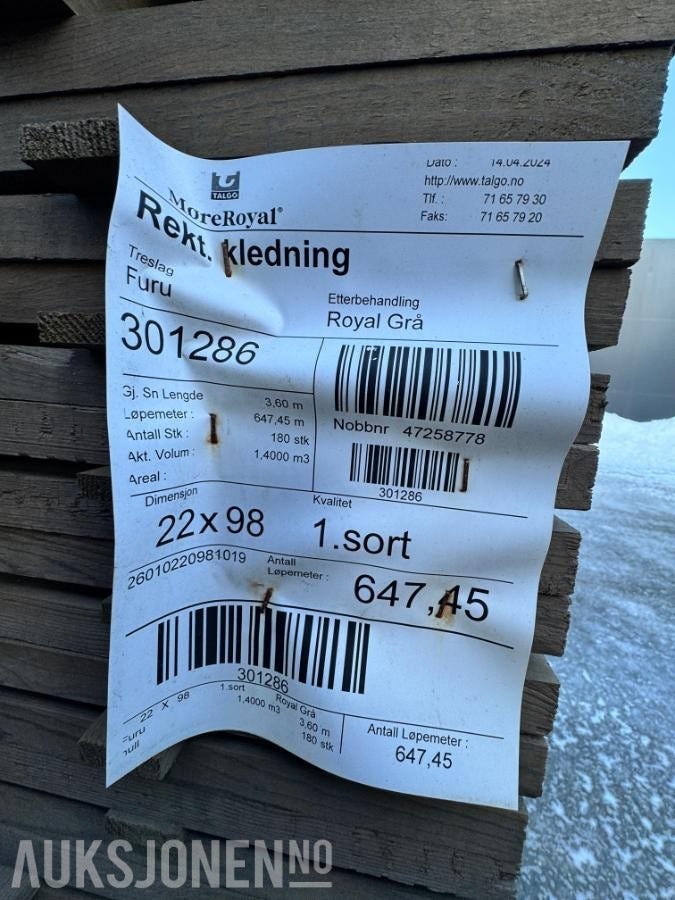 TALGO
MøreRoyal®
Dato : 14.04.2024
http://www.talgo.no
Tlf. : 71 65 79 30
Faks: 71 65 79 20
Rekt. kledning
Treslag
Furu
Etterbehandling
Royal Grå
301286
Gj. Sn Lengde 3,60 m
Løpemeter : 647,45 m
Antall Stk : 180 stk
Akt. Volum : 1,4000 m3
Areal :
Nobbnr 47258778
301286
Dimensjon
22 x 98
Kvalitet
1.sort
26010220981019
Antall
Løpemeter :
647,45
301286
Furu 22 X 98 1.sort Royal Grå
1,4000 m3 3,60 m
180 stk
Antall Løpemeter :
647,45
AUKSJONEN.NO